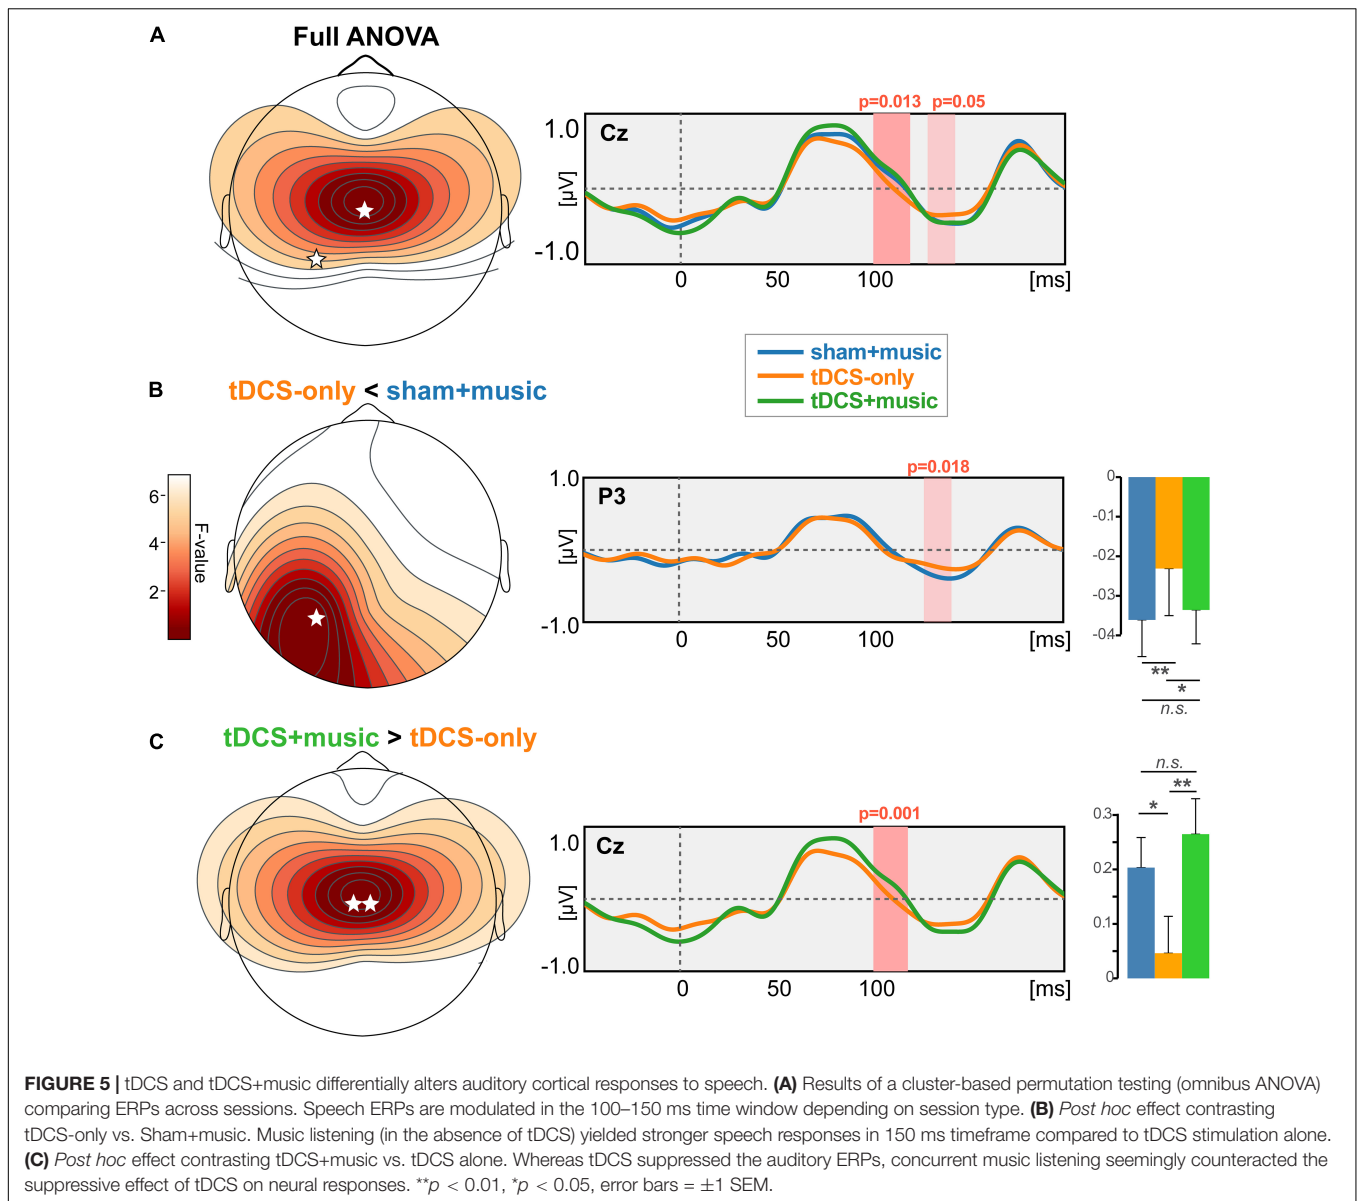 A
Full ANOVA
p=0.013 p=0.05
1.0
Cz
[µV]
-1.0
0 50 100 [ms]
sham+music
tDCS-only
tDCS+music
B
tDCS-only < sham+music
6
4
2
F-value
p=0.018
1.0
P3
[µV]
-1.0
0 50 100 [ms]
0
-0.1
-0.2
-0.3
-0.4
**
*
n.s.
C
tDCS+music > tDCS-only
p=0.001
1.0
Cz
[µV]
-1.0
0 50 100 [ms]
n.s.
**
*
0.3
0.2
0.1
0
FIGURE 5 | tDCS and tDCS+music differentially alters auditory cortical responses to speech. (A) Results of a cluster-based permutation testing (omnibus ANOVA)
comparing ERPs across sessions. Speech ERPs are modulated in the 100–150 ms time window depending on session type. (B) Post hoc effect contrasting
tDCS-only vs. Sham+music. Music listening (in the absence of tDCS) yielded stronger speech responses in 150 ms timeframe compared to tDCS stimulation alone.
(C) Post hoc effect contrasting tDCS+music vs. tDCS alone. Whereas tDCS suppressed the auditory ERPs, concurrent music listening seemingly counteracted the
suppressive effect of tDCS on neural responses. **p < 0.01, *p < 0.05, error bars = ±1 SEM.